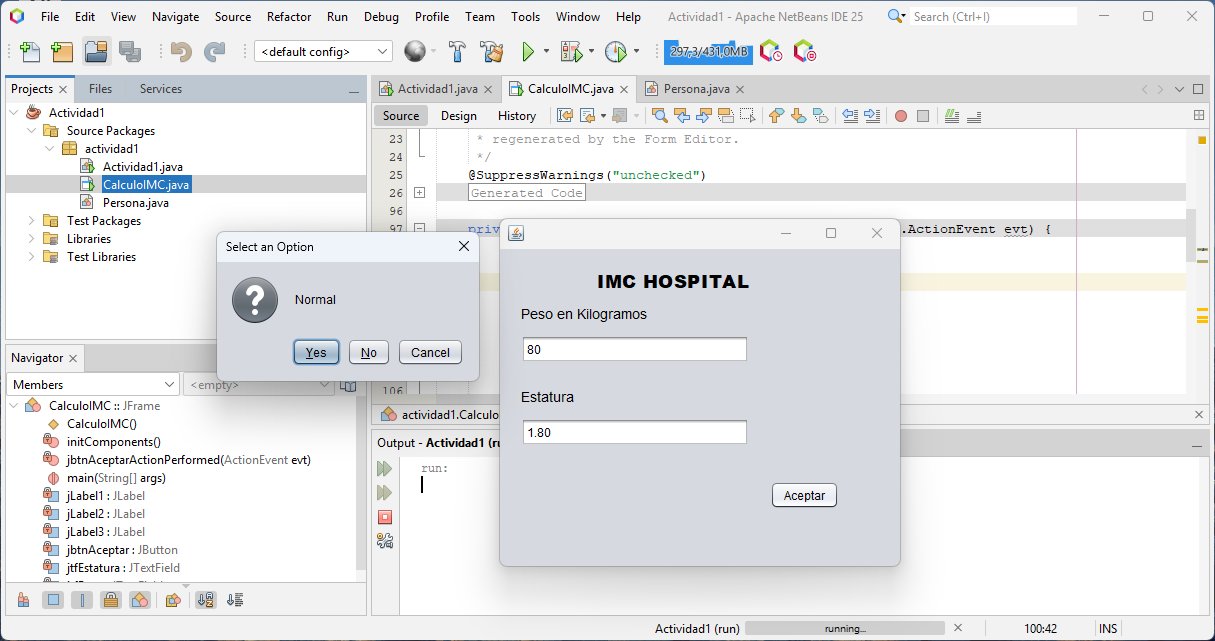 File Edit View Navigate Source Refactor Run Debug Profile Team Tools Window Help Actividad1 - Apache NetBeans IDE 25 Search (Ctrl+I)
<default config> 297,3/431,0MB
Projects Files Services
Actividad1
Source Packages
actividad1
Actividad1.java
CalculoIMC.java
Persona.java
Test Packages
Libraries
Test Libraries
Actividad1.java CalculoIMC.java Persona.java
Source Design History
23 * regenerated by the Form Editor.
24 */
25 @SuppressWarnings("unchecked")
26 Generated Code
96
97 priv .ActionEvent evt) {
106
Select an Option
Normal
Yes No Cancel
IMC HOSPITAL
Peso en Kilogramos
80
Estatura
1.80
Aceptar
Navigator
Members <empty>
CalculoIMC :: JFrame
CalculoIMC()
initComponents()
jbtnAceptarActionPerformed(ActionEvent evt)
main(String[] args)
jLabel1 : JLabel
jLabel2 : JLabel
jLabel3 : JLabel
jbtnAceptar : JButton
jtfEstatura : JTextField
actividad1.Calculo
Output - Actividad1 (ru
run:
Actividad1 (run) running... 100:42 INS